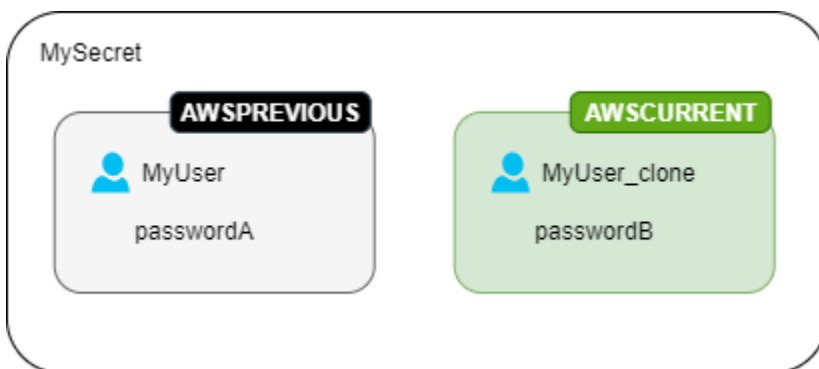 MySecret
AWSPREVIOUS
MyUser
passwordA
AWSCURRENT
MyUser_clone
passwordB